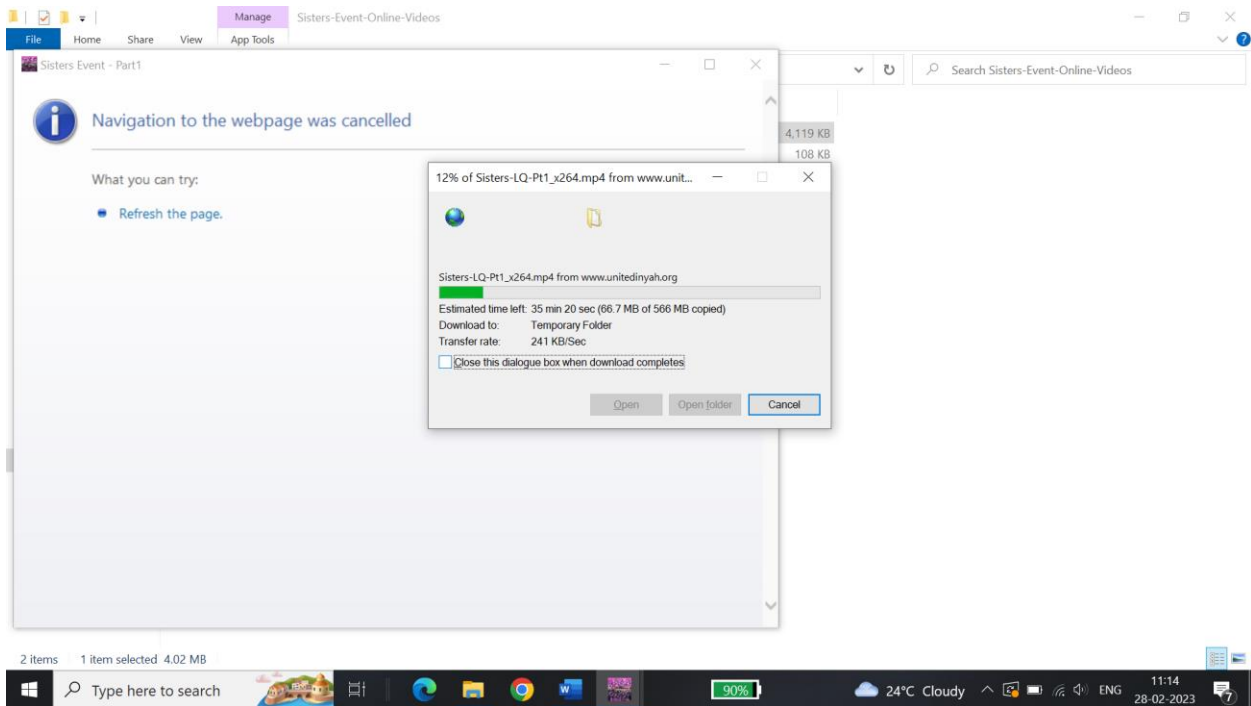 Manage
Sisters-Event-Online-Videos
File Home Share View App Tools
Sisters Event - Part1
Search Sisters-Event-Online-Videos
Navigation to the webpage was cancelled
4,119 KB
108 KB
What you can try:
Refresh the page.
12% of Sisters-LQ-Pt1_x264.mp4 from www.unit...
Sisters-LQ-Pt1_x264.mp4 from www.unitedinyah.org
Estimated time left: 35 min 20 sec (66.7 MB of 566 MB copied)
Download to: Temporary Folder
Transfer rate: 241 KB/Sec
Close this dialogue box when download completes
Open Open folder Cancel
2 items 1 item selected 4.02 MB
Type here to search
90%
24°C Cloudy
ENG
11:14
28-02-2023
7